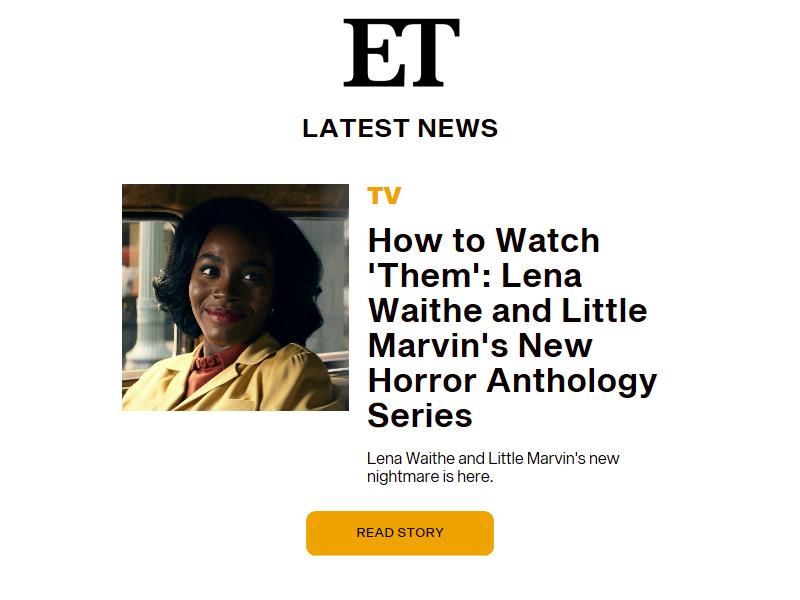 ET
LATEST NEWS
TV
How to Watch
'Them': Lena
Waithe and Little
Marvin's New
Horror Anthology
Series
Lena Waithe and Little Marvin's new
nightmare is here.
READ STORY